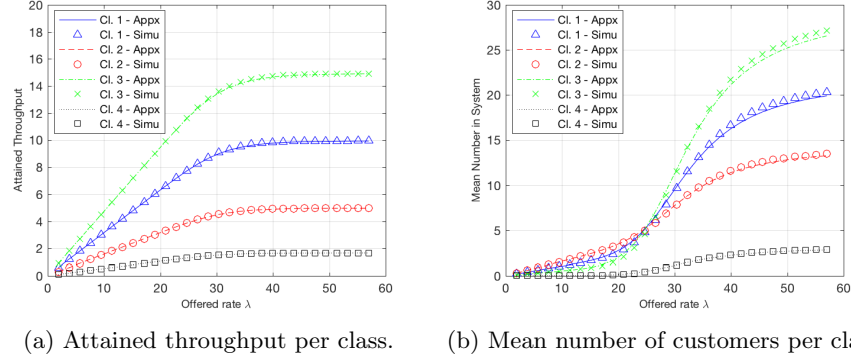 20
18
16
14
12
10
8
6
4
2
0
Attained Throughput
Cl. 1 - Appx
Cl. 1 - Simu
Cl. 2 - Appx
Cl. 2 - Simu
Cl. 3 - Appx
Cl. 3 - Simu
Cl. 4 - Appx
Cl. 4 - Simu
0 10 20 30 40 50 60
Offered rate λ
(a) Attained throughput per class.
30
25
20
15
10
5
0
Mean Number in System
Cl. 1 - Appx
Cl. 1 - Simu
Cl. 2 - Appx
Cl. 2 - Simu
Cl. 3 - Appx
Cl. 3 - Simu
Cl. 4 - Appx
Cl. 4 - Simu
0 10 20 30 40 50 60
Offered rate λ
(b) Mean number of customers per cla